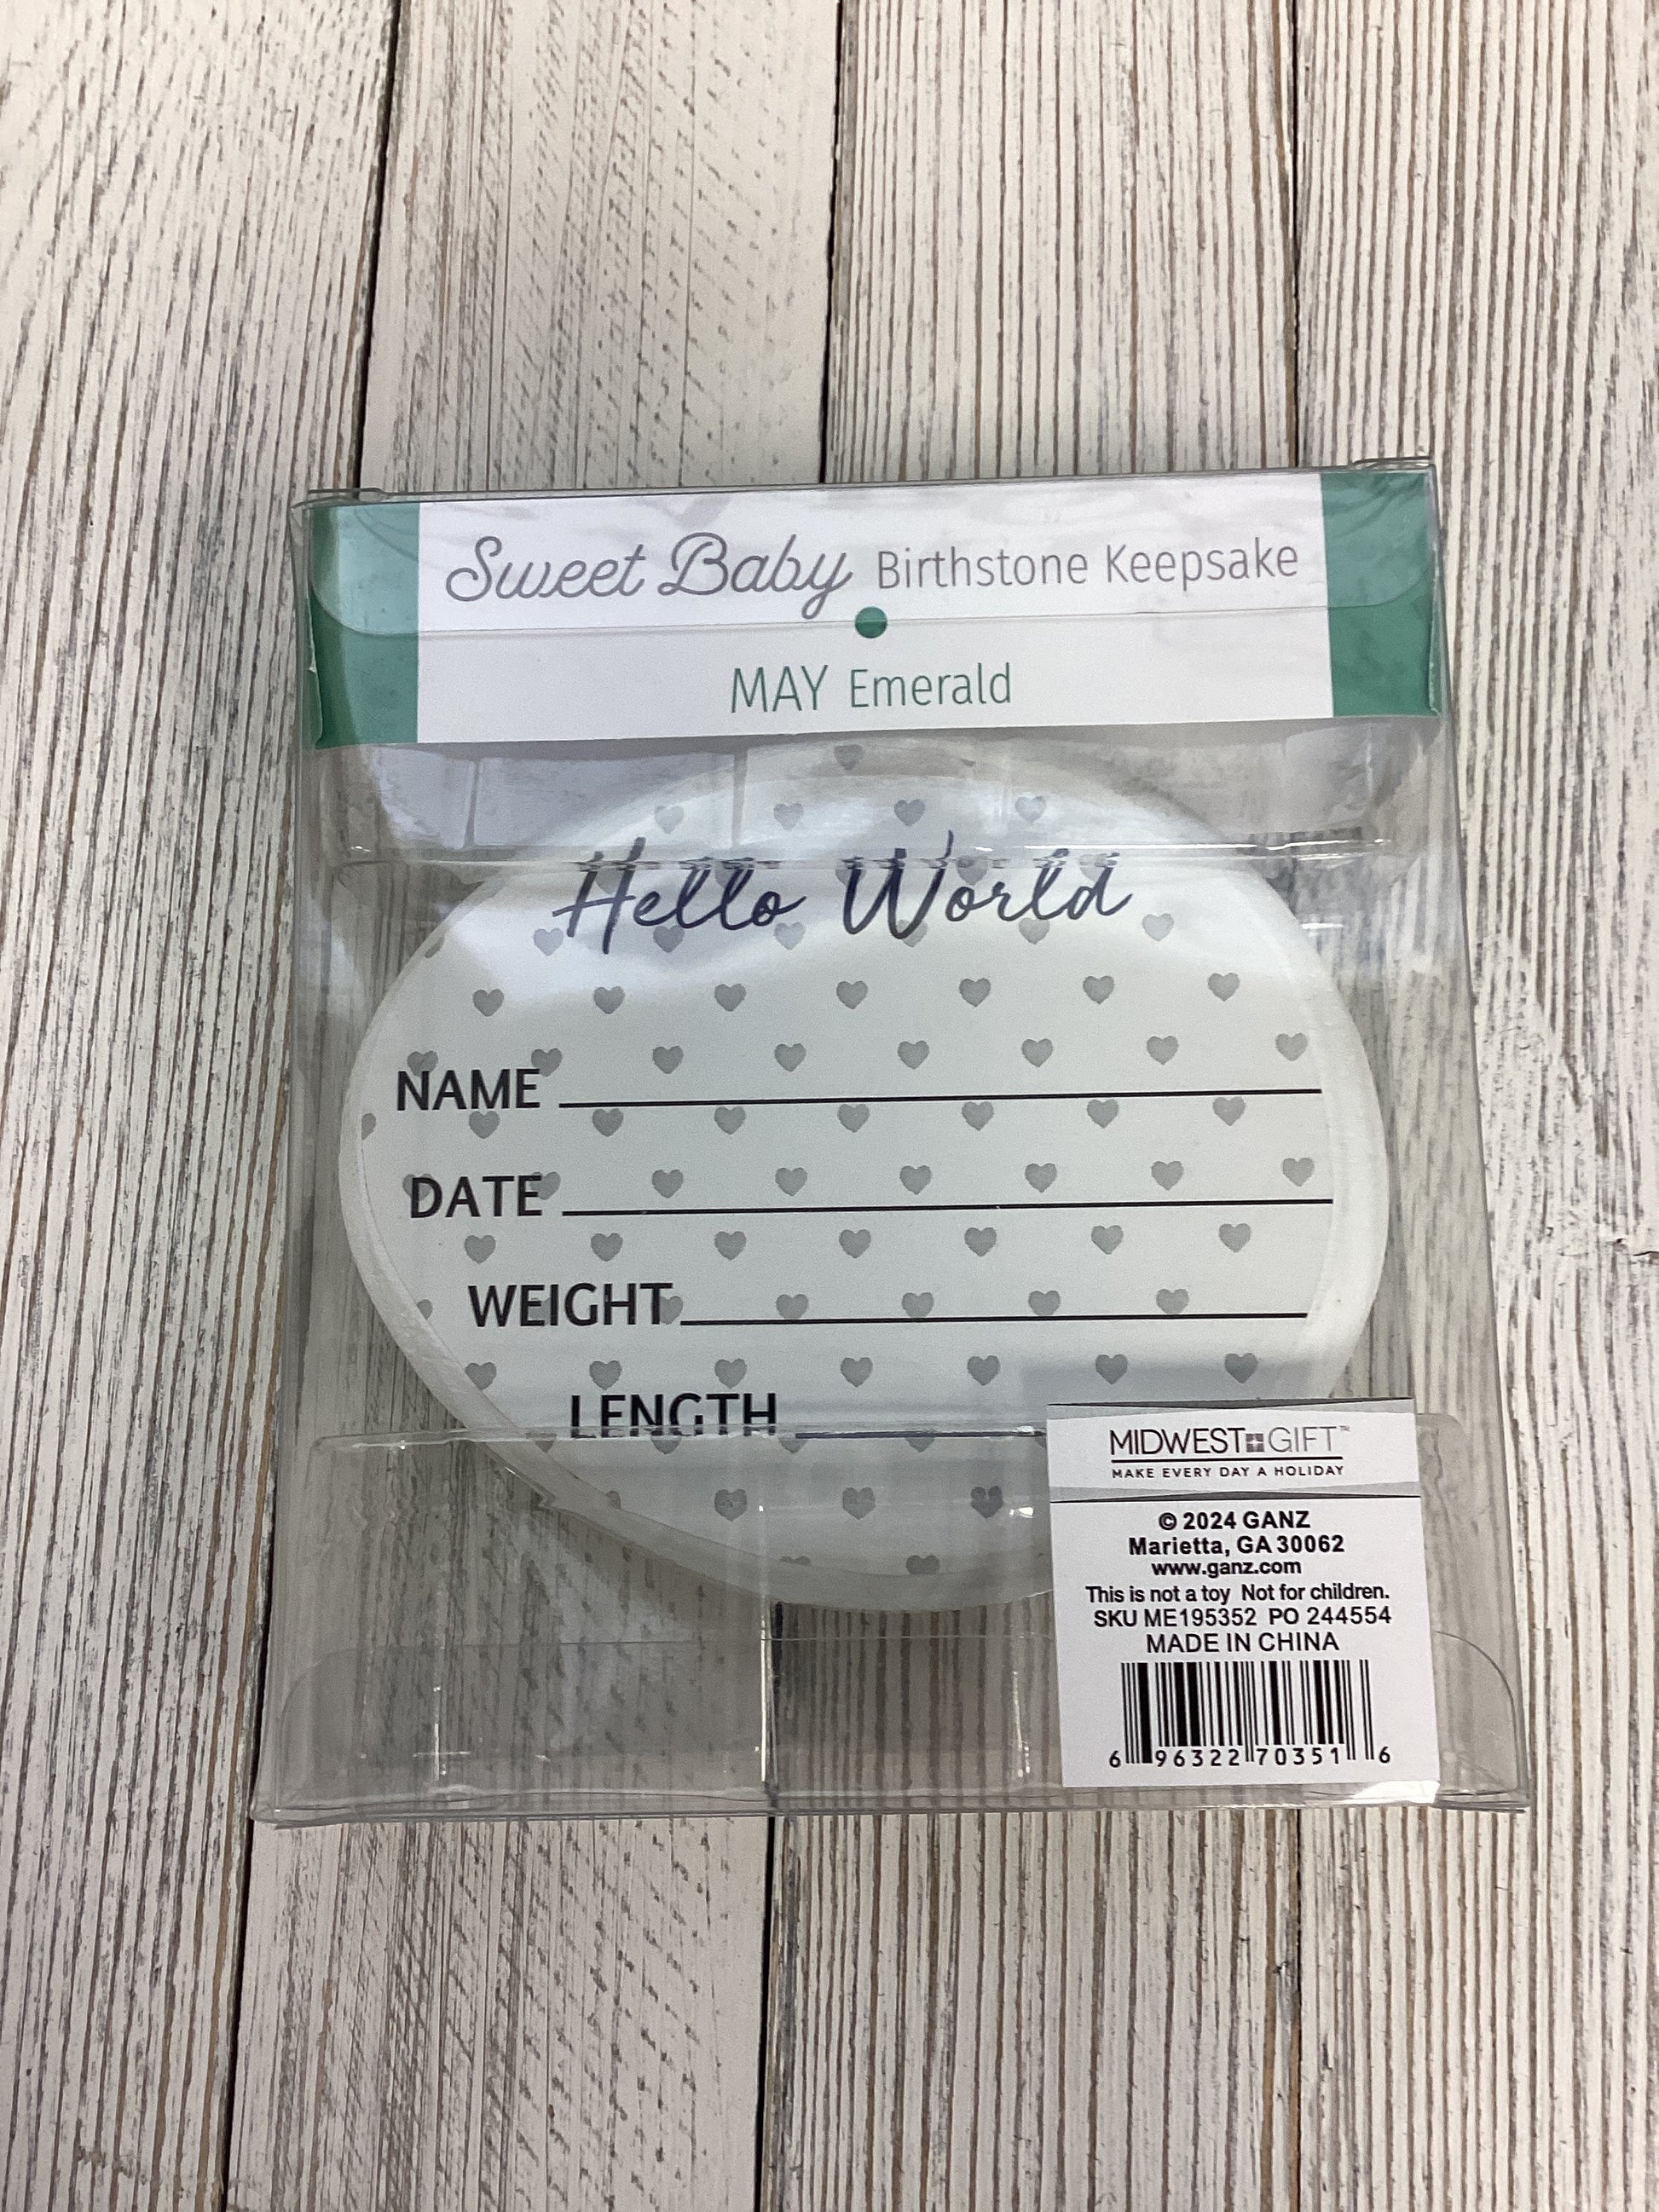 Sweet Baby Birthstone Keepsake
MAY Emerald
Hello World
NAME
DATE
WEIGHT
LENGTH
MIDWEST GIFT™
MAKE EVERY DAY A HOLIDAY
© 2024 GANZ
Marietta, GA 30062
www.ganz.com
This is not a toy Not for children.
SKU ME195352 PO 244554
MADE IN CHINA
6 96322 70351 6